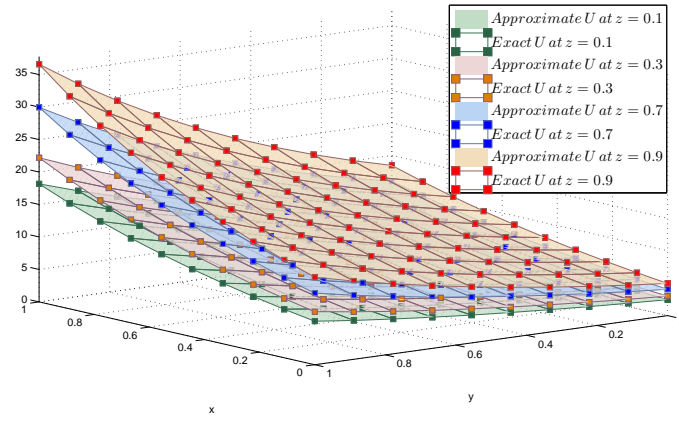 Approximate U at z = 0.1
Exact U at z = 0.1
Approximate U at z = 0.3
Exact U at z = 0.3
Approximate U at z = 0.7
Exact U at z = 0.7
Approximate U at z = 0.9
Exact U at z = 0.9
35
30
25
20
15
10
5
0
1
0.8
0.6
0.4
0.2
0
1
0.8
0.6
0.4
0.2
x
y